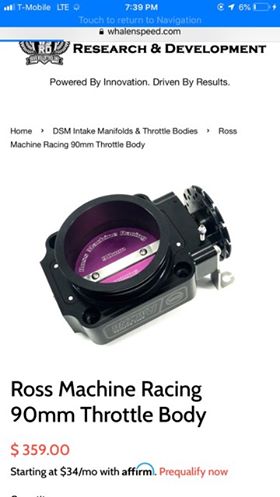 T-Mobile LTE 7:39 PM 6%
Touch to return to Navigation
whalenspeed.com
RESEARCH & DEVELOPMENT
Powered By Innovation. Driven By Results.
Home › DSM Intake Manifolds & Throttle Bodies › Ross
Machine Racing 90mm Throttle Body
Ross Machine Racing
90mm
Ross Machine Racing
90mm Throttle Body
$ 359.00
Starting at $34/mo with affirm. Prequalify now